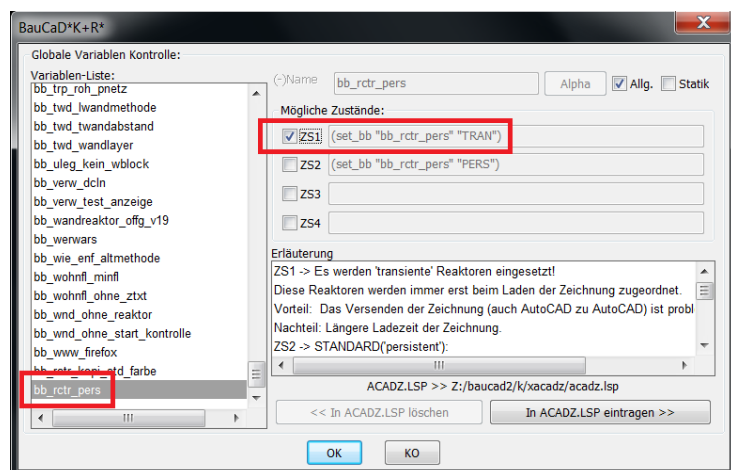 BauCaD*K+R*
Globale Variablen Kontrolle:
Variablen-Liste:
bb_trp_roh_pnetz
bb_twd_lwandmethode
bb_twd_twandabstand
bb_twd_wandlayer
bb_uleg_kein_wblock
bb_verw_dcln
bb_verw_test_anzeige
bb_wandreaktor_offg_v19
bb_werwars
bb_wie_enf_altmethode
bb_wohnfl_minfl
bb_wohnfl_ohne_ztxt
bb_wnd_ohne_reaktor
bb_wnd_ohne_start_kontrolle
bb_www_firefox
bb_rctr_kopi_std_farbe
bb_rctr_pers
(-)Name bb_rctr_pers Alpha Allg. Statik
Mögliche Zustände:
ZS1 (set_bb "bb_rctr_pers" "TRAN")
ZS2 (set_bb "bb_rctr_pers" "PERS")
ZS3
ZS4
Erläuterung
ZS1 -> Es werden 'transiente' Reaktoren eingesetzt!
Diese Reaktoren werden immer erst beim Laden der Zeichnung zugeordnet.
Vorteil: Das Versenden der Zeichnung (auch AutoCAD zu AutoCAD) ist probl
Nachteil: Längere Ladezeit der Zeichnung.
ZS2 -> STANDARD('persistent'):
ACADZ.LSP >> Z:/baucad2/k/xacadz/acadz.lsp
<< In ACADZ.LSP löschen In ACADZ.LSP eintragen >>
OK KO